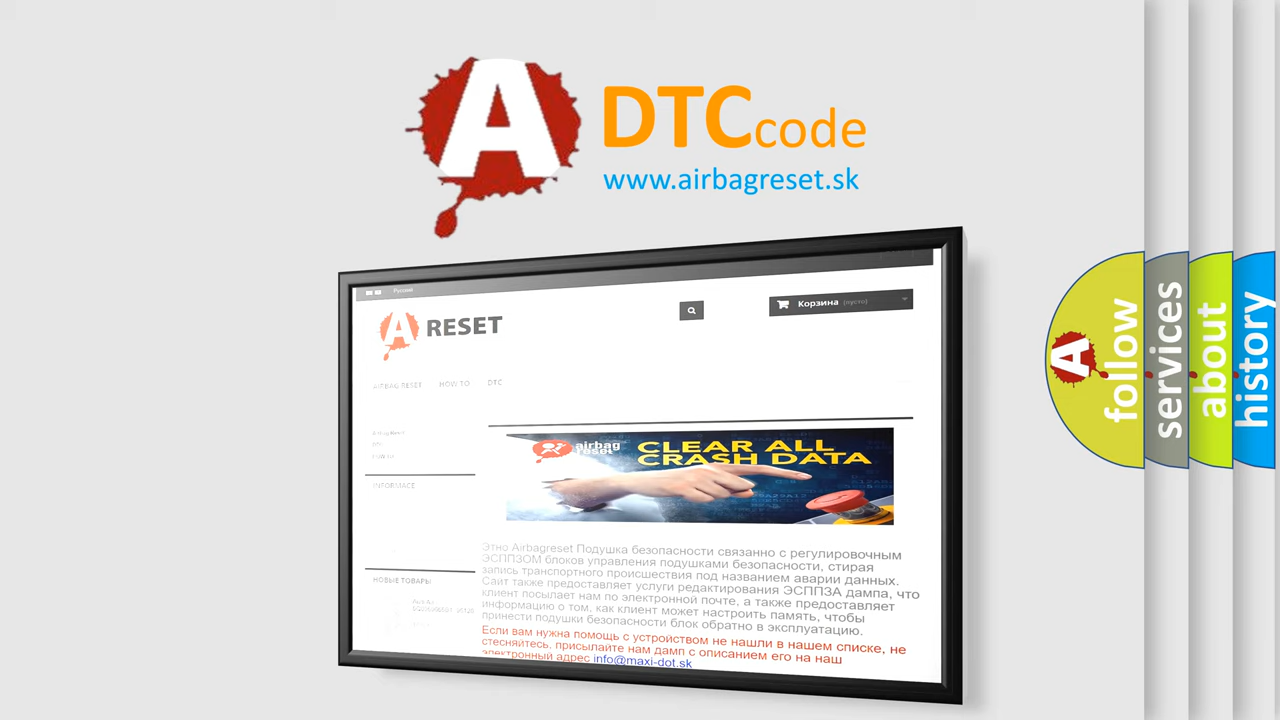 A DTCcode
www.airbagreset.sk
Русский
A RESET
Корзина (пусто)
AIRBAG RESET HOW TO DTC
INFORMACE
airbag
reset
CLEAR ALL
CRASH DATA
Этно Airbagreset Подушка безопасности связанно с регулировочным
ЭСППЗОМ блоков управления подушками безопасности, стирая
запись транспортного происшествия под названием аварии данных.
Сайт также предоставляет услуги редактирования ЭСППЗА дампа, что
клиент посылает нам по электронной почте, а также предоставляет
информацию о том, как клиент может настроить память, чтобы
принести подушки безопасности блок обратно в эксплуатацию.
Если вам нужна помощь с устройством не нашли в нашем списке, не
стесняйтесь, присылайте нам дамп с описанием его на наш
электронный адрес info@maxi-dot.sk
НОВЫЕ ТОВАРЫ
A
follow
services
about
history